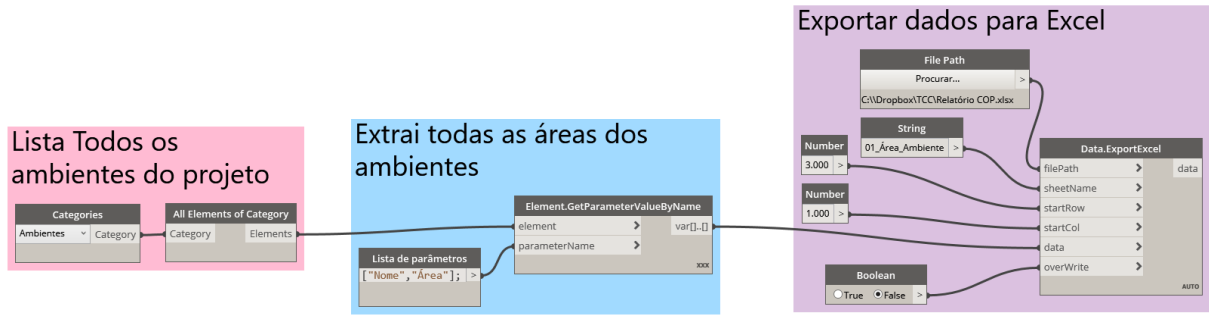 Lista Todos os
ambientes do projeto
Categories
Ambientes
Category
All Elements of Category
Category
Elements
Extrai todas as áreas dos
ambientes
Element.GetParameterValueByName
element
>
var[]..[]
parameterName
>
xxx
Lista de parâmetros
["Nome","Área"];
>
Exportar dados para Excel
File Path
Procurar...
>
C:\\Dropbox\TCC\Relatório COP.xlsx
String
01_Área_Ambiente
>
Number
3.000
>
Number
1.000
>
Boolean
True
False
>
Data.ExportExcel
filePath
>
data
sheetName
>
startRow
>
startCol
>
data
>
overWrite
>
AUTO